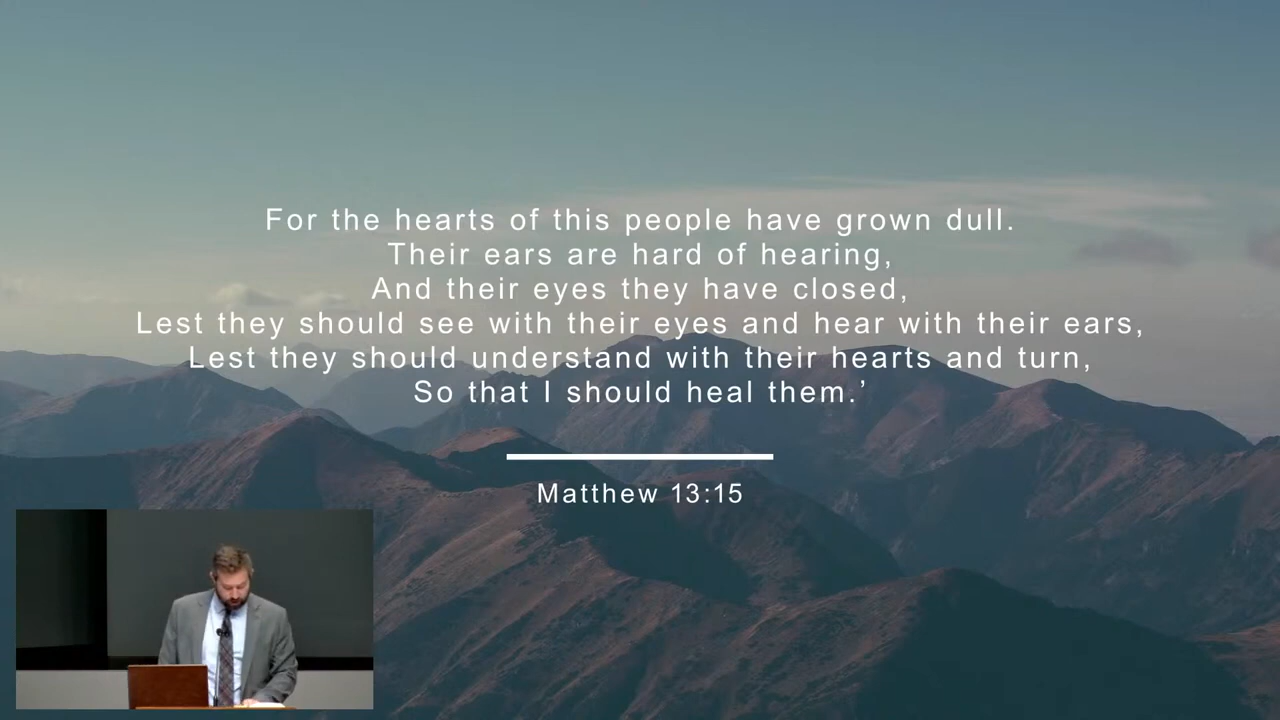 For the hearts of this people have grown dull.
Their ears are hard of hearing,
And their eyes they have closed,
Lest they should see with their eyes and hear with their ears,
Lest they should understand with their hearts and turn,
So that I should heal them.’
Matthew 13:15